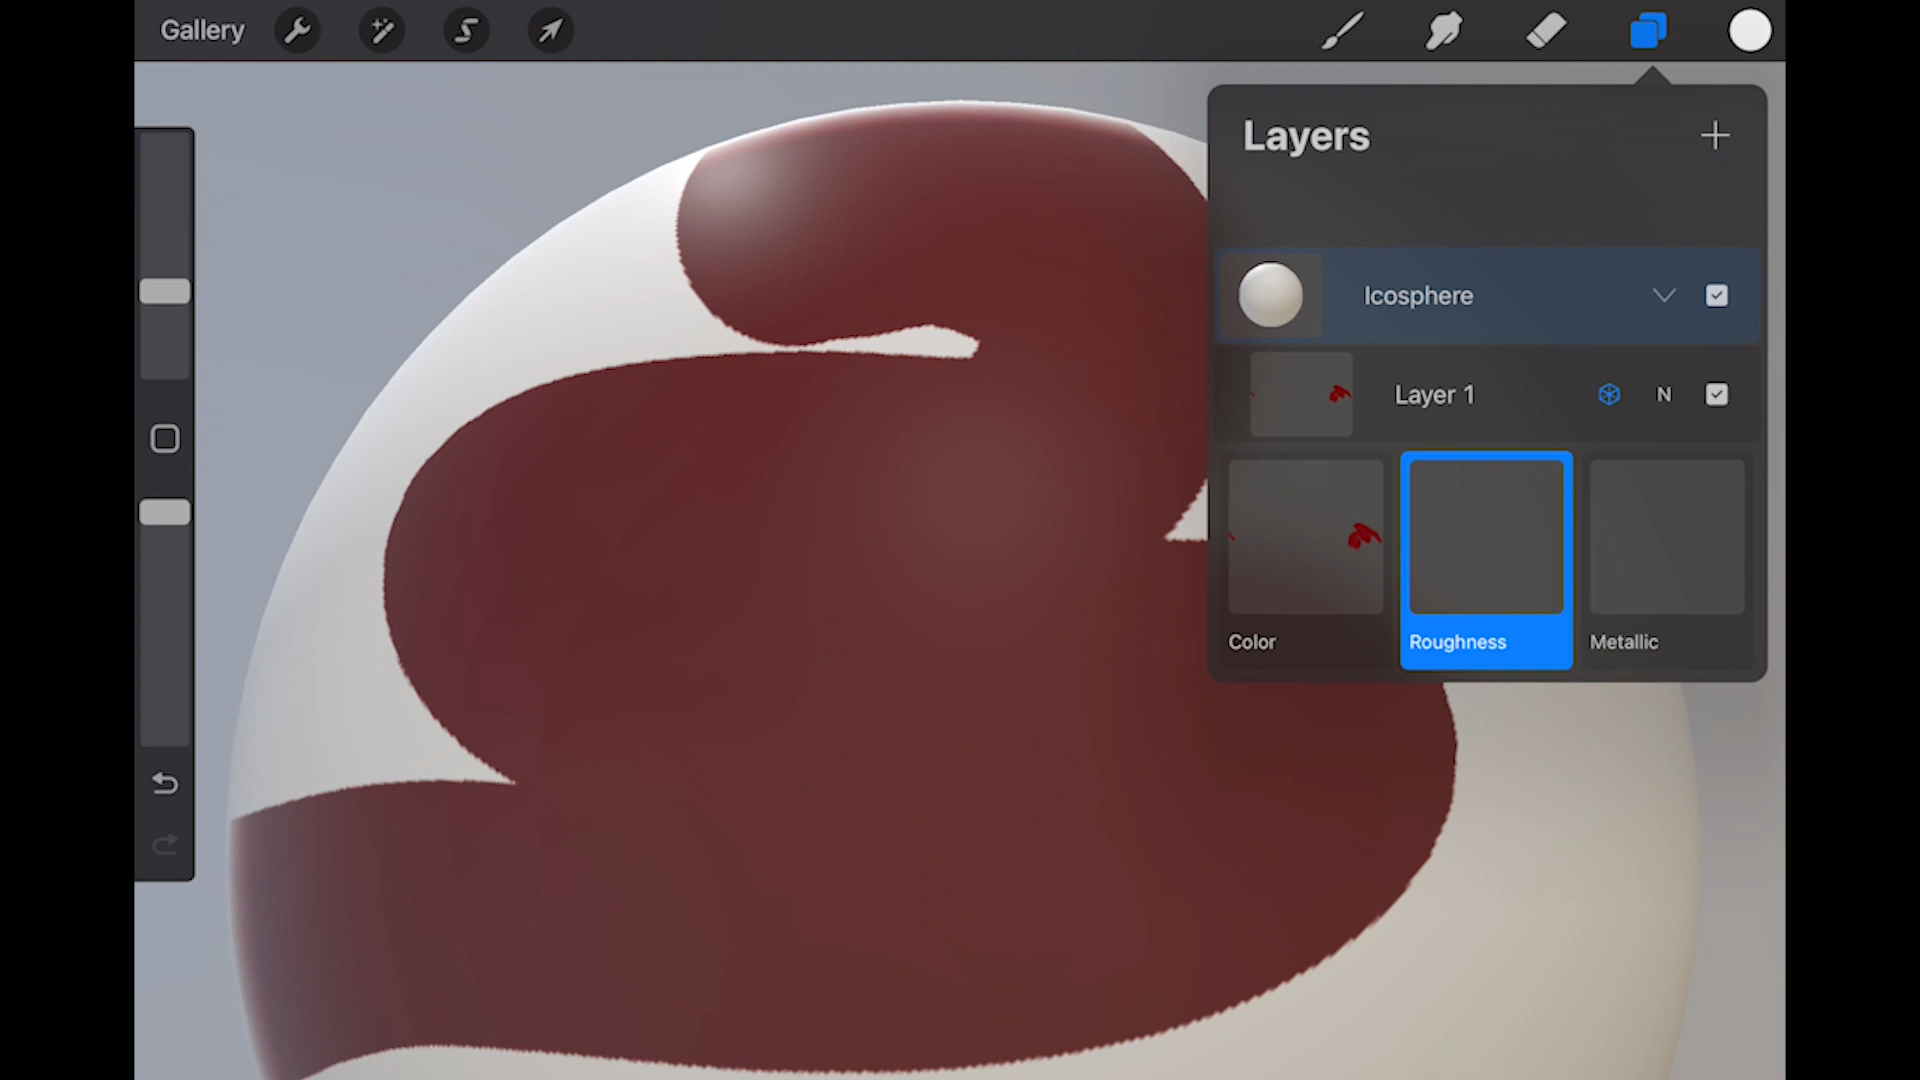 Gallery
Layers
Icosphere
Layer 1
N
Color
Roughness
Metallic